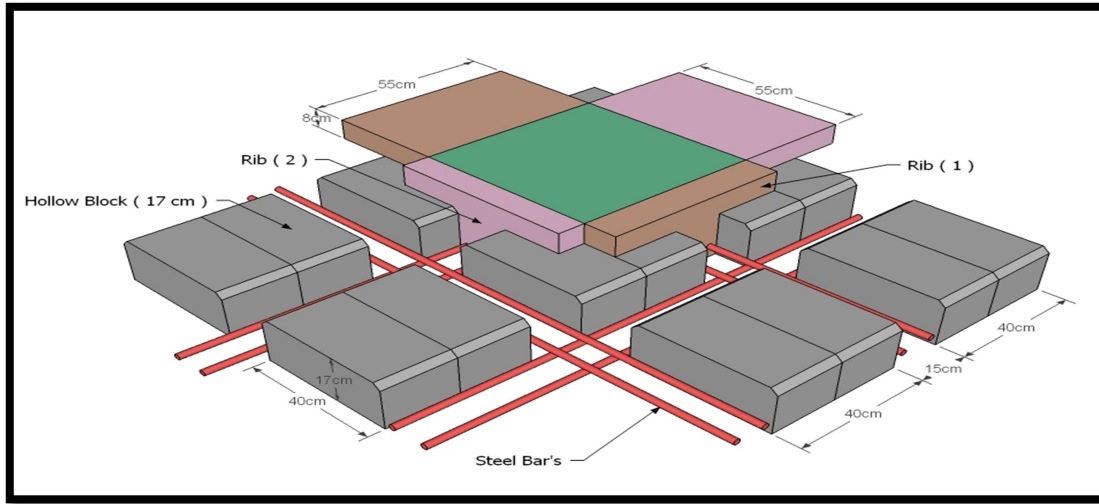 55cm
55cm
8cm
Rib ( 2 )
Rib ( 1 )
Hollow Block ( 17 cm )
40cm
15cm
17cm
40cm
40cm
Steel Bar's